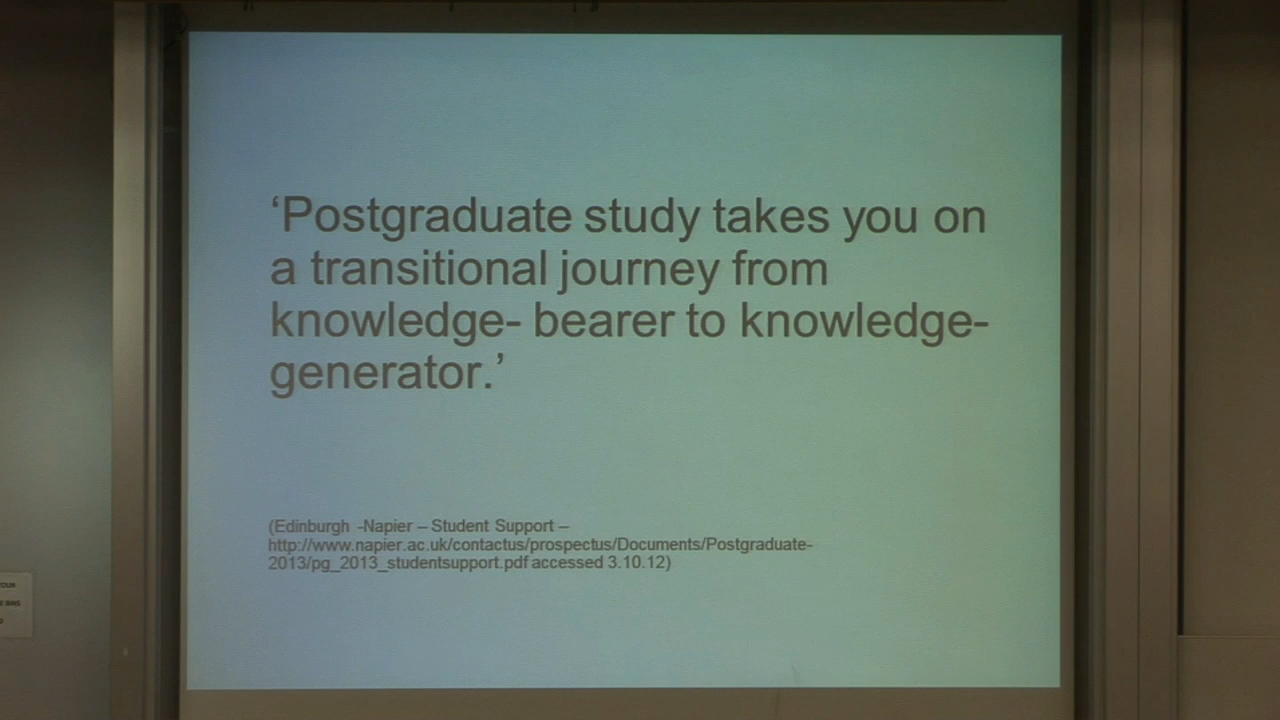 ‘Postgraduate study takes you on
a transitional journey from
knowledge- bearer to knowledge-
generator.’
(Edinburgh -Napier – Student Support –
http://www.napier.ac.uk/contactus/prospectus/Documents/Postgraduate-
2013/pg_2013_studentsupport.pdf accessed 3.10.12)